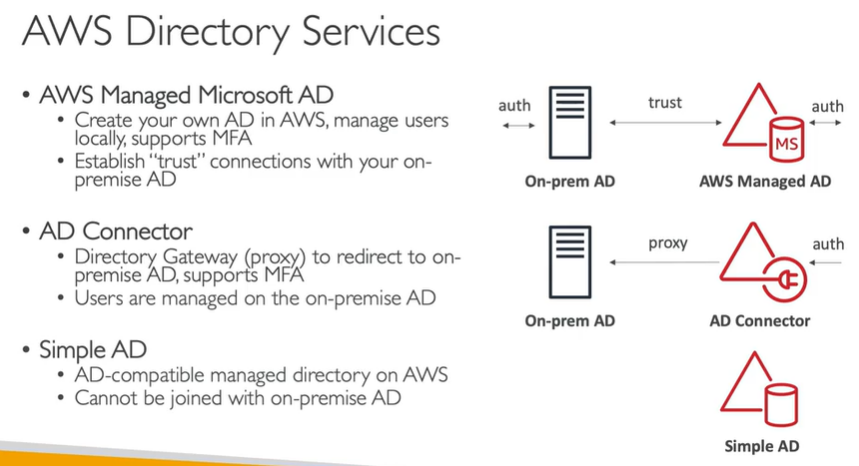 AWS Directory Services
• AWS Managed Microsoft AD
• Create your own AD in AWS, manage users
locally, supports MFA
• Establish “trust” connections with your on-
premise AD
• AD Connector
• Directory Gateway (proxy) to redirect to on-
premise AD, supports MFA
• Users are managed on the on-premise AD
• Simple AD
• AD-compatible managed directory on AWS
• Cannot be joined with on-premise AD
auth
trust
auth
MS
On-prem AD
AWS Managed AD
proxy
auth
On-prem AD
AD Connector
Simple AD